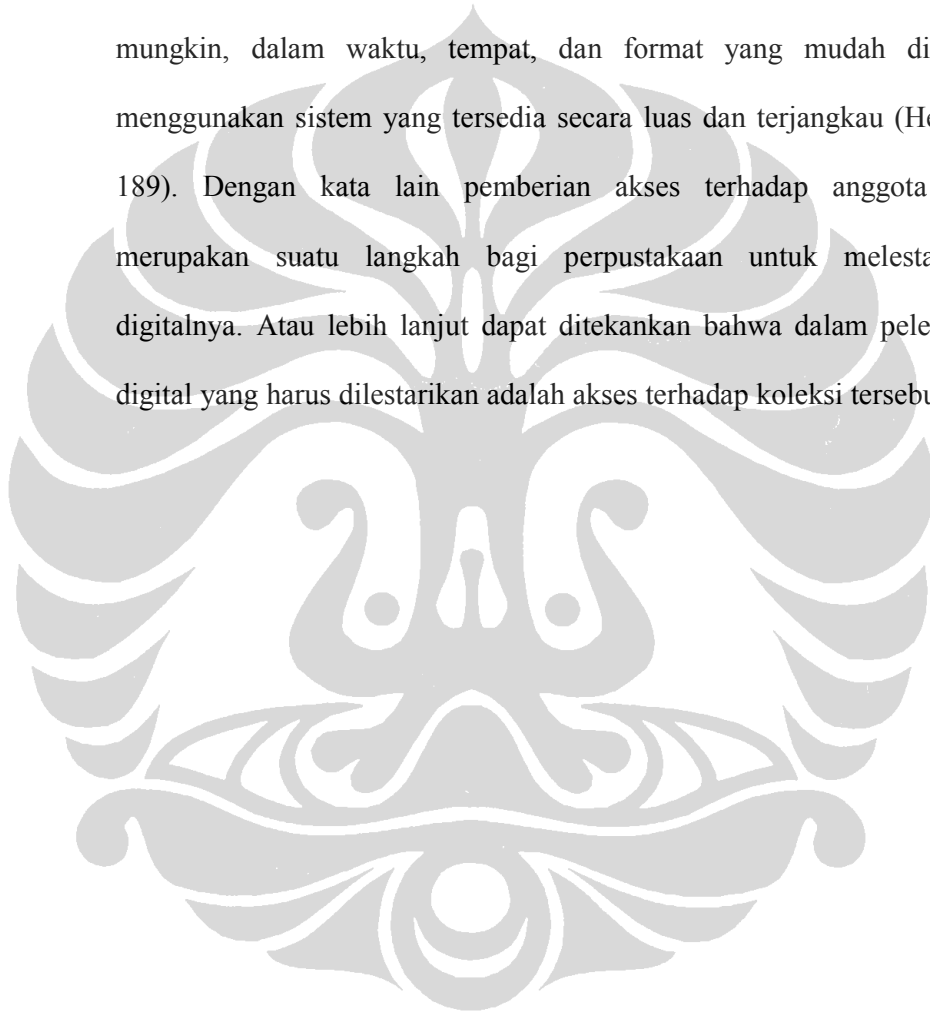 mungkin, dalam waktu, tempat, dan format yang mudah di
menggunakan sistem yang tersedia secara luas dan terjangkau (He
189). Dengan kata lain pemberian akses terhadap anggota
merupakan suatu langkah bagi perpustakaan untuk melesta
digitalnya. Atau lebih lanjut dapat ditekankan bahwa dalam pele
digital yang harus dilestarikan adalah akses terhadap koleksi tersebu